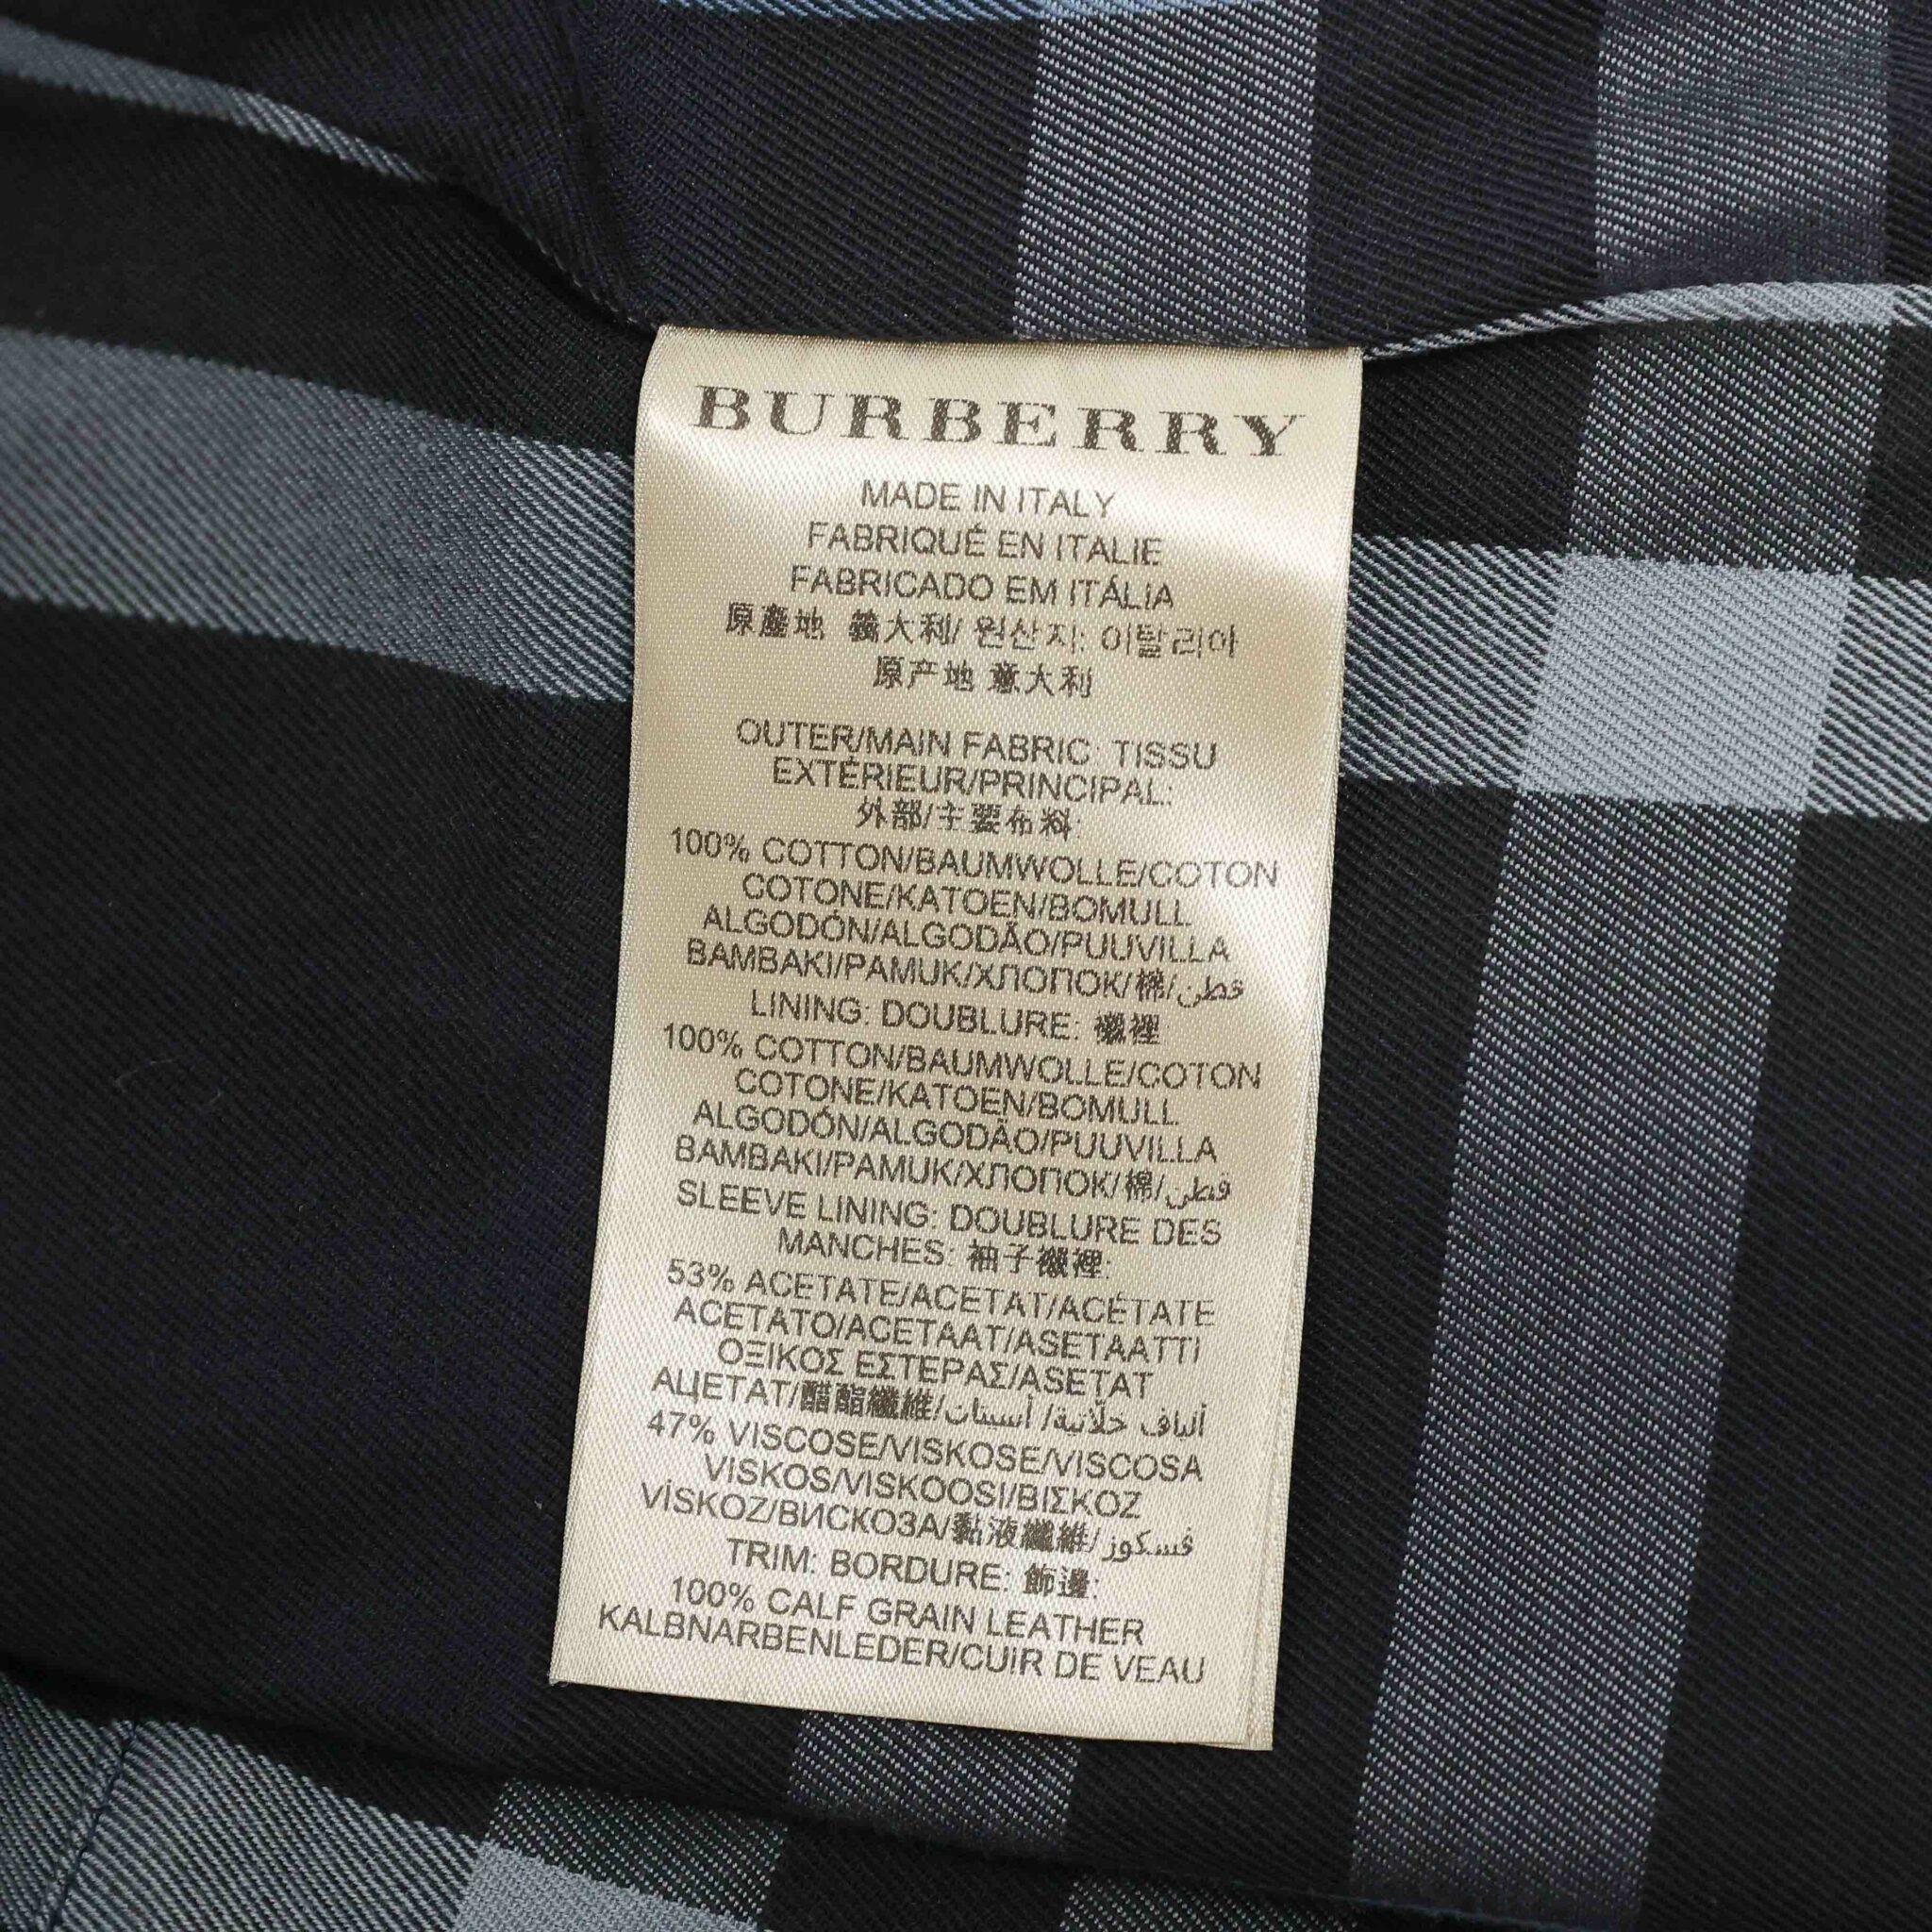 BURBERRY
MADE IN ITALY
FABRIQUÉ EN ITALIE
FABRICADO EM ITÁLIA
原產地 義大利/ 원산지: 이탈리아
原产地 意大利
OUTER/MAIN FABRIC: TISSU
EXTÉRIEUR/PRINCIPAL:
外部/主要布料:
100% COTTON/BAUMWOLLE/COTON
COTONE/KATOEN/BOMULL
ALGODÓN/ALGODÃO/PUUVILLA
BAMBAKI/PAMUK/ХЛОПОК/棉/قطن
LINING: DOUBLURE: 襯裡
100% COTTON/BAUMWOLLE/COTON
COTONE/KATOEN/BOMULL
ALGODÓN/ALGODÃO/PUUVILLA
BAMBAKI/PAMUK/ХЛОПОК/棉/قطن
SLEEVE LINING: DOUBLURE DES
MANCHES: 袖子襯裡:
53% ACETATE/ACETAT/ACÉTATE
ACETATO/ACETAAT/ASETAATTI
ΟΞΙΚΟΣ ΕΣΤΕΡΑΣ/ASETAT
АЦЕТАТ/醋酯纖維/ألياف خلّاتية/ أسيتات
47% VISCOSE/VISKOSE/VISCOSA
VISKOS/VISKOOSI/ΒΙΣΚΟΖ
VİSKOZ/ВИСКОЗА/黏液纖維/فسكوز
TRIM: BORDURE: 飾邊:
100% CALF GRAIN LEATHER
KALBNARBENLEDER/CUIR DE VEAU